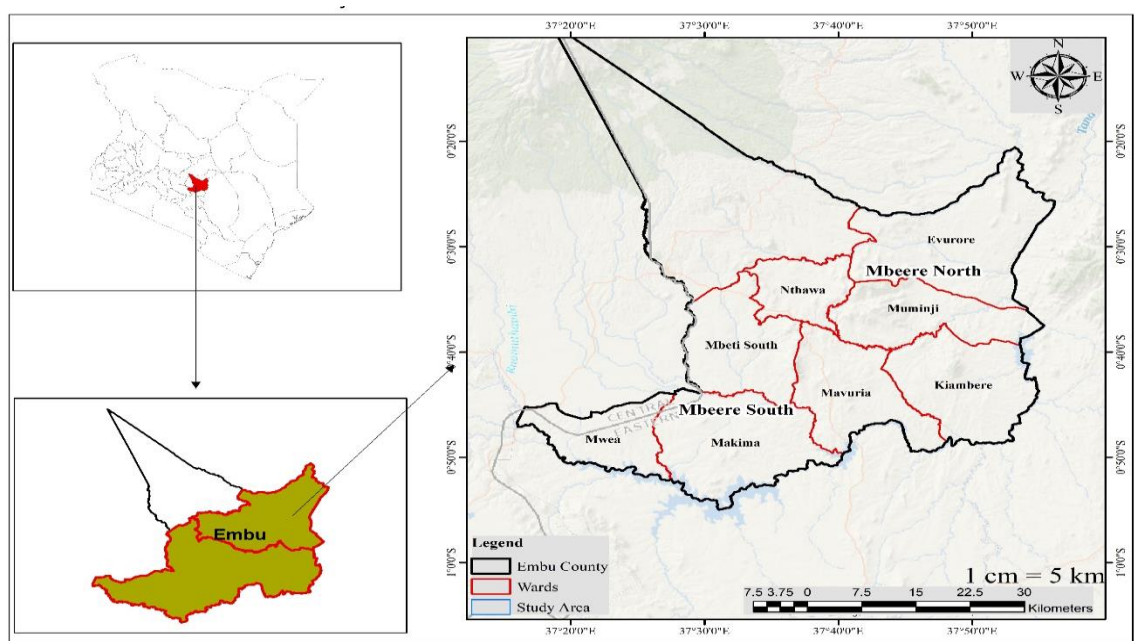 37°20'0"E
37°30'0"E
37°40'0"E
37°50'0"E
N
W
E
S
Tana
0°20'0"S
0°20'0"S
Evurore
0°30'0"S
Mbeere North
0°30'0"S
Nthawa
Muminji
Mbeti South
0°40'0"S
0°40'0"S
Kiambere
Mavuria
Mbeere South
CENTRAL
EASTERN
Mwea
Makima
0°50'0"S
0°50'0"S
Embu
Legend
Embu County
Wards
Study Area
1°0'0"S
1°0'0"S
1 cm = 5 km
7.5 3.75 0 7.5 15 22.5 30
Kilometers
37°20'0"E
37°30'0"E
37°40'0"E
37°50'0"E